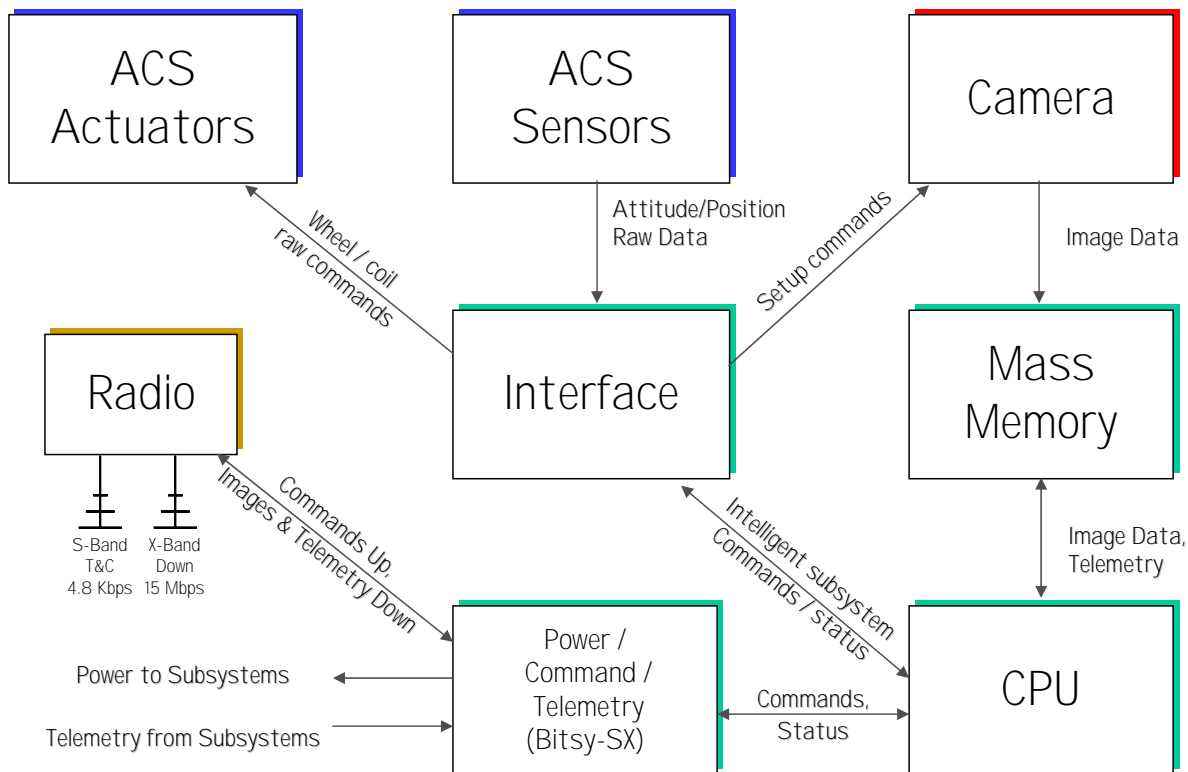 ACS
Actuators
ACS
Sensors
Camera
Wheel / coil
raw commands
Attitude/Position
Raw Data
Setup commands
Image Data
Radio
Interface
Mass
Memory
S-Band
T&C
4.8 Kbps
X-Band
Down
15 Mbps
Commands Up,
Images & Telemetry Down
Intelligent subsystem
Commands / status
Image Data,
Telemetry
Power to Subsystems
Telemetry from Subsystems
Power /
Command /
Telemetry
(Bitsy-SX)
Commands,
Status
CPU